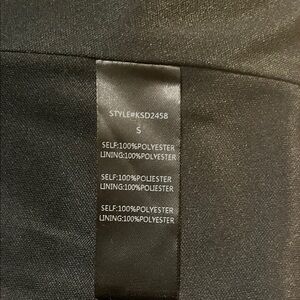 STYLE#KSD2458
S
SELF:100%POLYESTER
LINING:100%POLYESTER
SELF:100%POLIESTER
LINING:100%POLIESTER
SELF:100%POLYESTER
LINING:100%POLYESTER